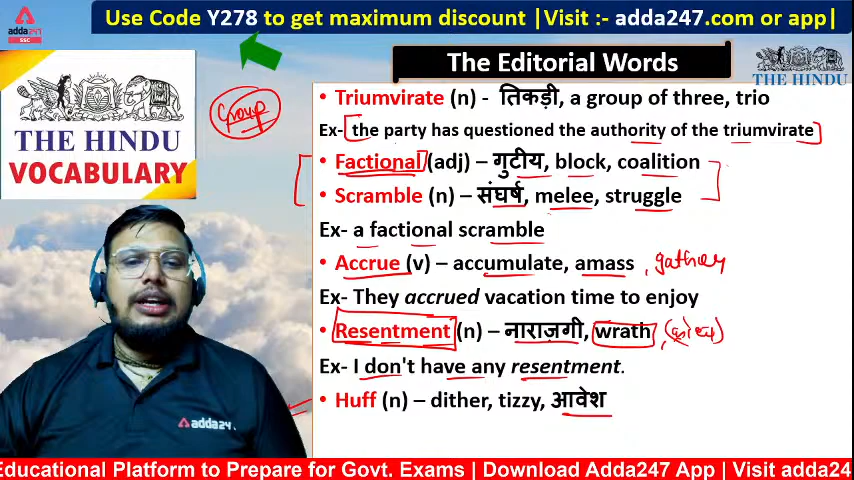 Use Code Y278 to get maximum discount |Visit :- adda247.com or app|
adda247
SSC
The Editorial Words
THE HINDU
THE HINDU
VOCABULARY
Group
• Triumvirate (n) - तिकड़ी, a group of three, trio
Ex- the party has questioned the authority of the triumvirate
• Factional (adj) – गुटीय, block, coalition
• Scramble (n) – संघर्ष, melee, struggle
Ex- a factional scramble
• Accrue (v) – accumulate, amass , gather
Ex- They accrued vacation time to enjoy
• Resentment (n) – नाराज़गी, wrath,
Ex- I don't have any resentment.
• Huff (n) – dither, tizzy, आवेश
adda247
Educational Platform to Prepare for Govt. Exams | Download Adda247 App | Visit adda24